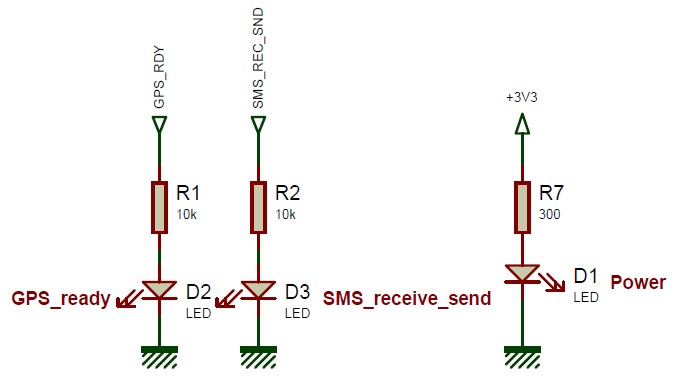 GPS_RDY
SMS_REC_SND
+3V3
R1
10k
R2
10k
R7
300
GPS_ready
D2
LED
D3
LED
SMS_receive_send
D1
LED
Power